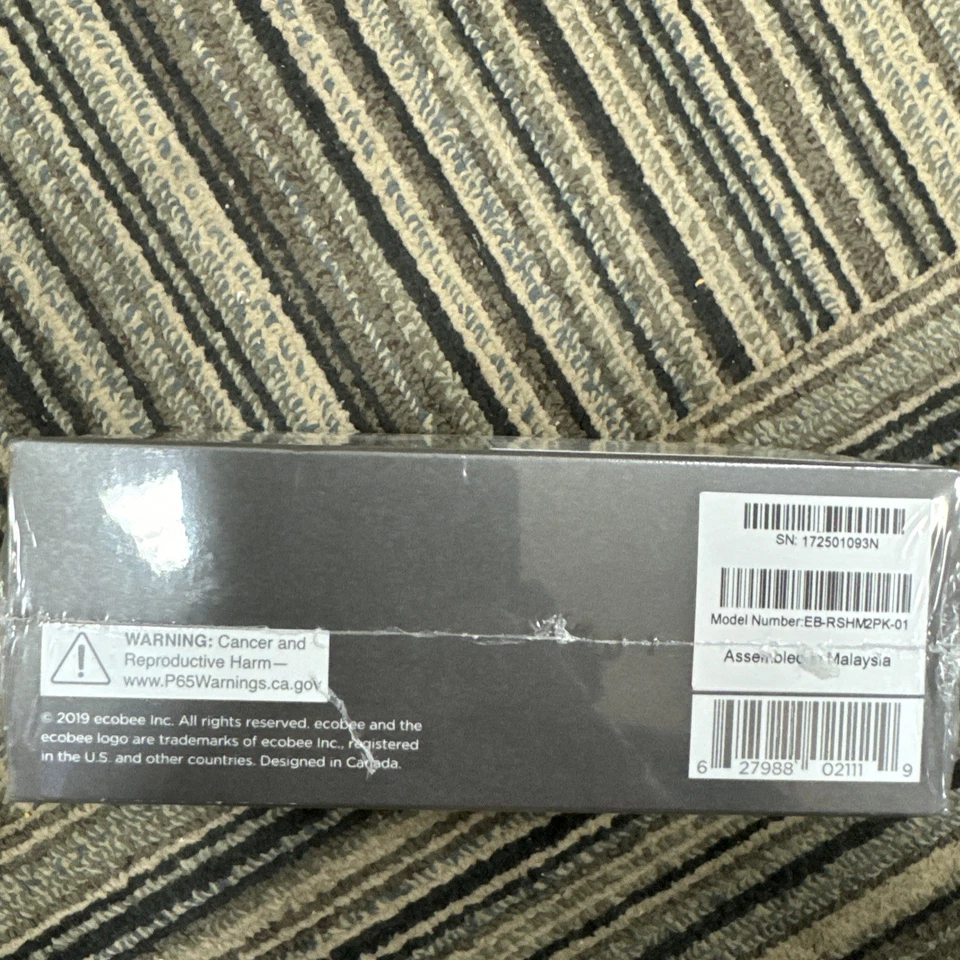 WARNING: Cancer and
Reproductive Harm—
www.P65Warnings.ca.gov
© 2019 ecobee Inc. All rights reserved. ecobee and the
ecobee logo are trademarks of ecobee Inc., registered
in the U.S. and other countries. Designed in Canada.
SN: 172501093N
Model Number:EB-RSHM2PK-01
Assembled in Malaysia
6 27988 02111 9